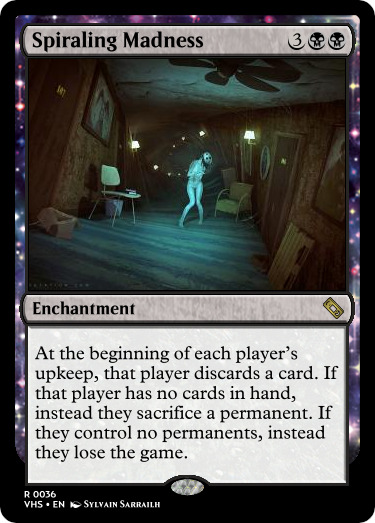 Spiraling Madness 3
Enchantment
At the beginning of each player's
upkeep, that player discards a card. If
that player has no cards in hand,
instead they sacrifice a permanent. If
they control no permanents, instead
they lose the game.
R 0036
VHS • EN Sylvain Sarrailh